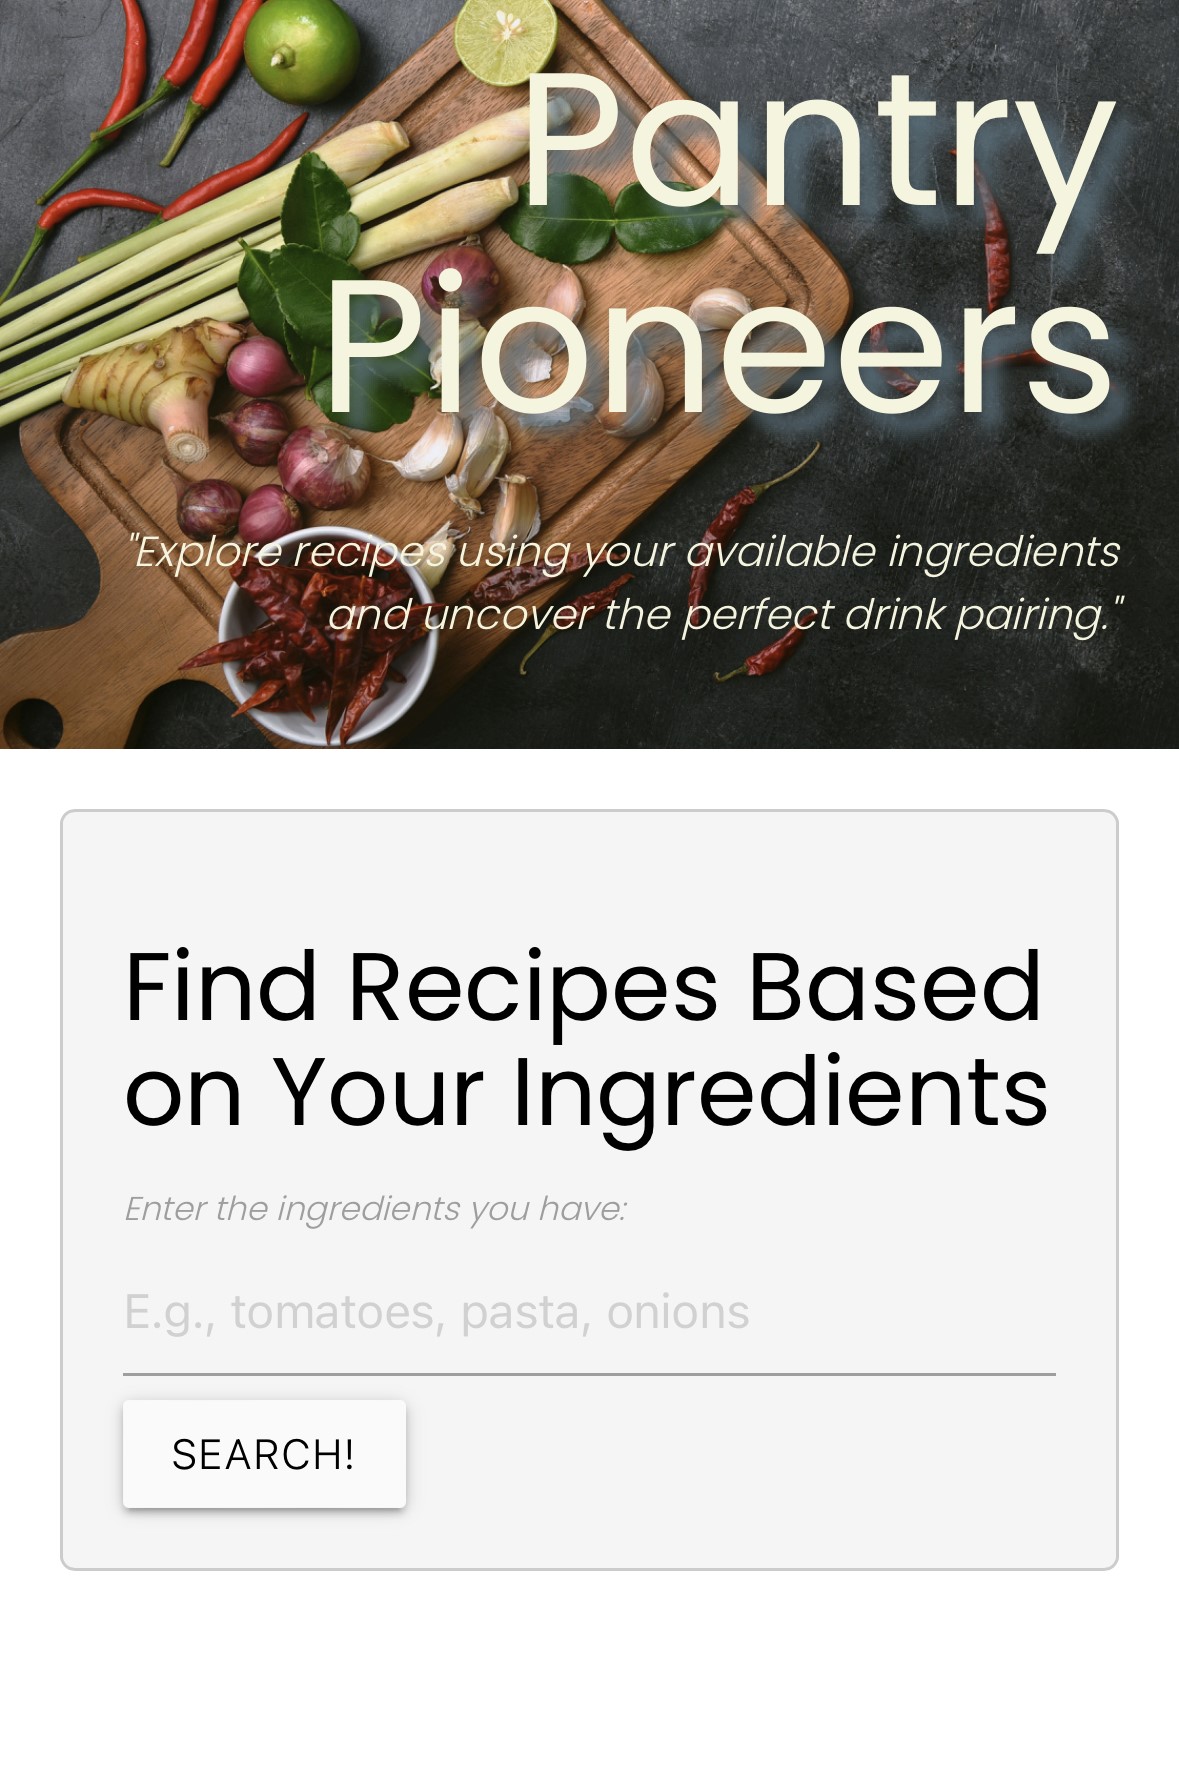 Pantry
Pioneers
"Explore recipes using your available ingredients
and uncover the perfect drink pairing."
Find Recipes Based
on Your Ingredients
Enter the ingredients you have:
E.g., tomatoes, pasta, onions
SEARCH!